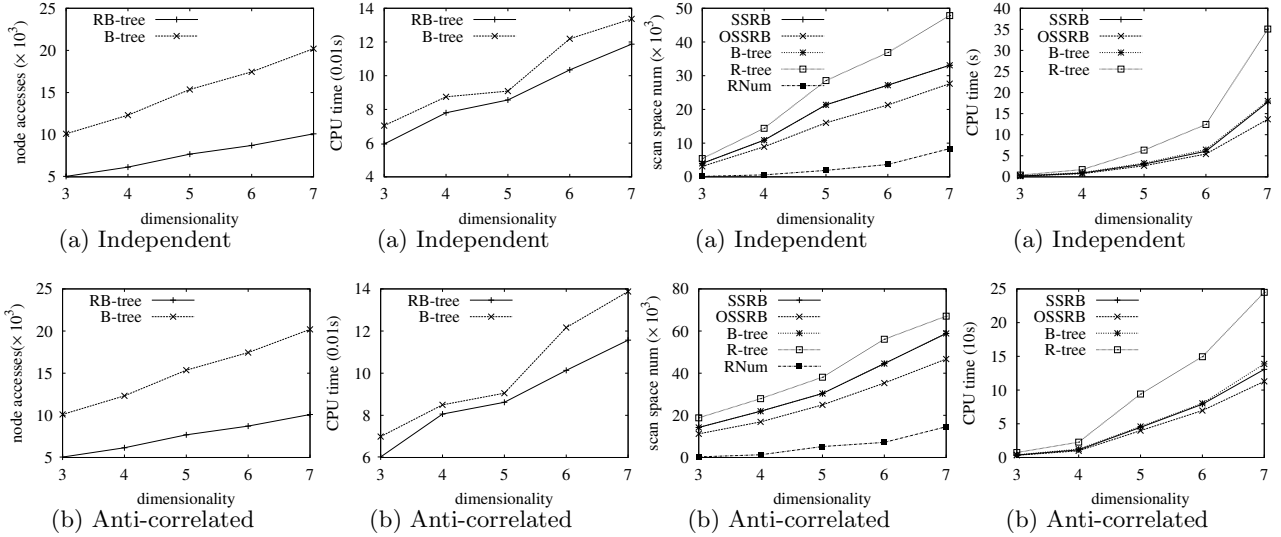 25
20
15
10
5
3 4 5 6 7
node accesses (× 10³)
dimensionality
RB-tree
B-tree
(a) Independent
14
12
10
8
6
4
3 4 5 6 7
CPU time (0.01s)
dimensionality
RB-tree
B-tree
(a) Independent
50
40
30
20
10
0
3 4 5 6 7
scan space num (× 10³)
dimensionality
SSRB
OSSRB
B-tree
R-tree
RNum
(a) Independent
40
35
30
25
20
15
10
5
0
3 4 5 6 7
CPU time (s)
dimensionality
SSRB
OSSRB
B-tree
R-tree
(a) Independent
25
20
15
10
5
3 4 5 6 7
node accesses(× 10³)
dimensionality
RB-tree
B-tree
(b) Anti-correlated
14
12
10
8
6
3 4 5 6 7
CPU time (0.01s)
dimensionality
RB-tree
B-tree
(b) Anti-correlated
80
60
40
20
0
3 4 5 6 7
scan space num (× 10³)
dimensionality
SSRB
OSSRB
B-tree
R-tree
RNum
(b) Anti-correlated
25
20
15
10
5
0
3 4 5 6 7
CPU time (10s)
dimensionality
SSRB
OSSRB
B-tree
R-tree
(b) Anti-correlated